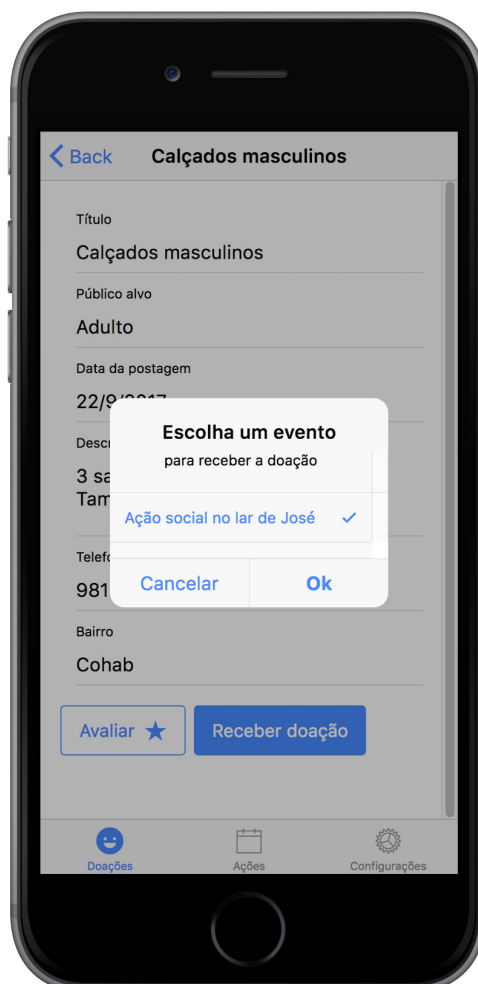 Back
Calçados masculinos
Título
Calçados masculinos
Público alvo
Adulto
Data da postagem
Escolha um evento
para receber a doação
Ação social no lar de José
Cancelar
Ok
Bairro
Cohab
Avaliar
Receber doação
Doações
Ações
Configurações